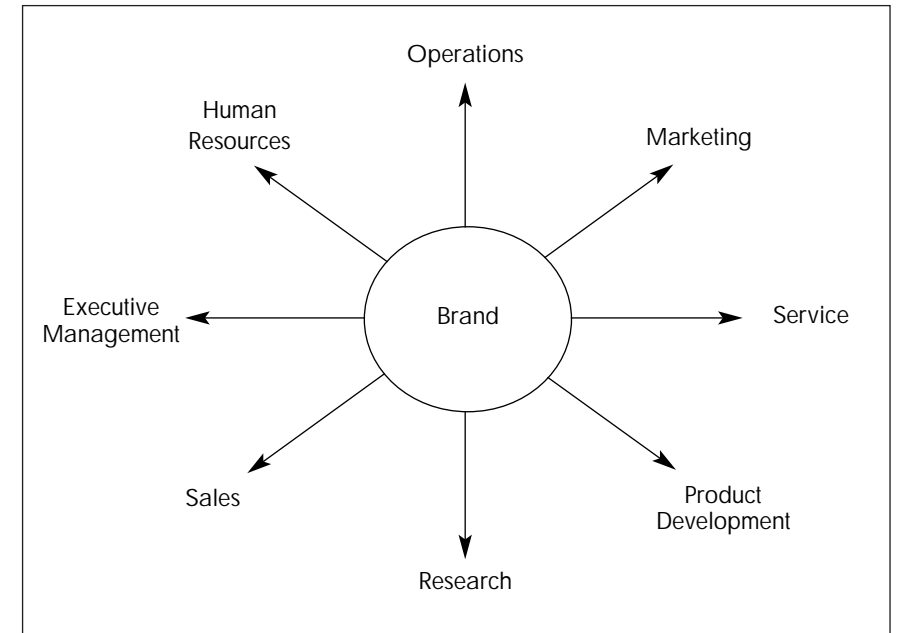 Operations
Human
Resources
Marketing
Executive
Management
Brand
Service
Sales
Product
Development
Research